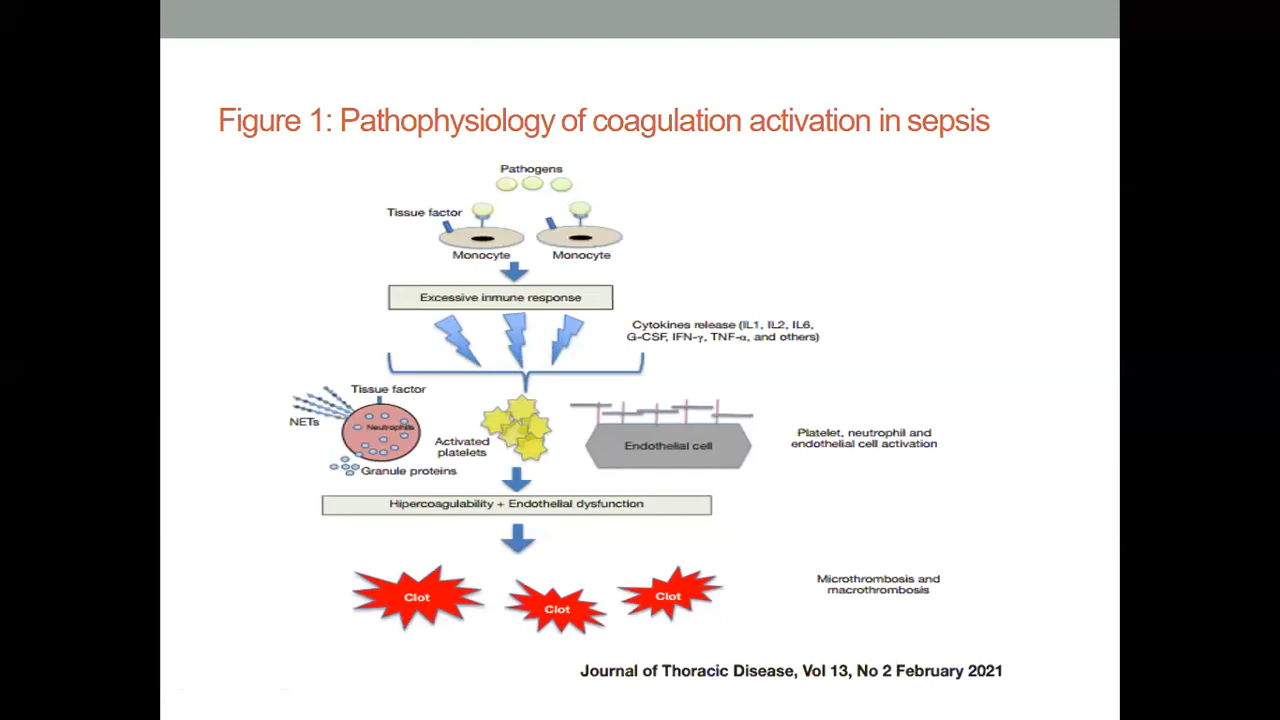 Figure 1: Pathophysiology of coagulation activation in sepsis
Pathogens
Tissue factor
Monocyte
Monocyte
Excessive inmune response
Cytokines release (IL1, IL2, IL6,
G-CSF, IFN-γ, TNF-α, and others)
Tissue factor
NETs
Neutrophils
Activated
platelets
Granule proteins
Endothelial cell
Platelet, neutrophil and
endothelial cell activation
Hipercoagulability + Endothelial dysfunction
Clot
Clot
Clot
Microthrombosis and
macrothrombosis
Journal of Thoracic Disease, Vol 13, No 2 February 2021